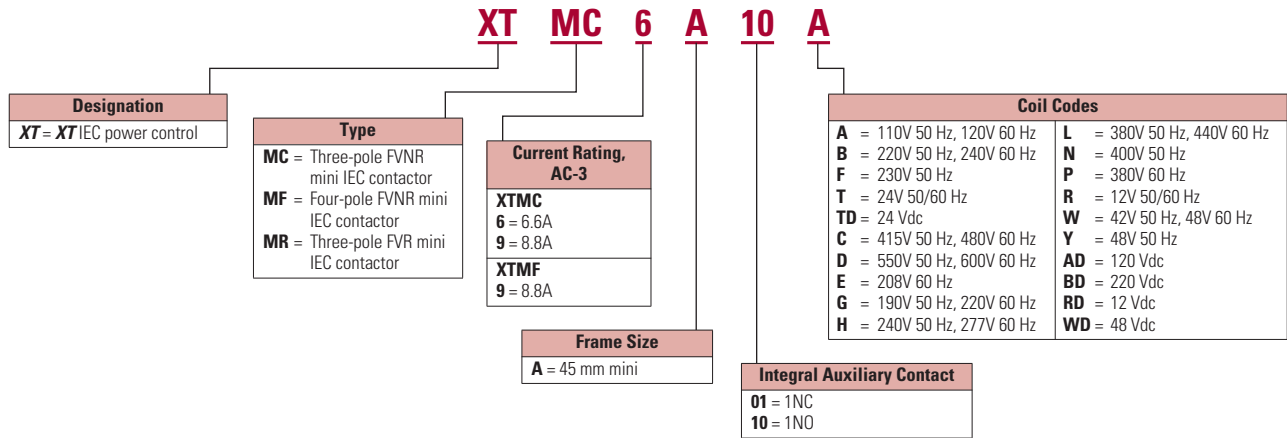 XT MC 6 A 10 A
Designation
XT = XT IEC power control
Type
MC = Three-pole FVNR
mini IEC contactor
MF = Four-pole FVNR mini
IEC contactor
MR = Three-pole FVR mini
IEC contactor
Current Rating,
AC-3
XTMC
6 = 6.6A
9 = 8.8A
XTMF
9 = 8.8A
Frame Size
A = 45 mm mini
Integral Auxiliary Contact
01 = 1NC
10 = 1NO
Coil Codes
A = 110V 50 Hz, 120V 60 Hz
B = 220V 50 Hz, 240V 60 Hz
F = 230V 50 Hz
T = 24V 50/60 Hz
TD = 24 Vdc
C = 415V 50 Hz, 480V 60 Hz
D = 550V 50 Hz, 600V 60 Hz
E = 208V 60 Hz
G = 190V 50 Hz, 220V 60 Hz
H = 240V 50 Hz, 277V 60 Hz
L = 380V 50 Hz, 440V 60 Hz
N = 400V 50 Hz
P = 380V 60 Hz
R = 12V 50/60 Hz
W = 42V 50 Hz, 48V 60 Hz
Y = 48V 50 Hz
AD = 120 Vdc
BD = 220 Vdc
RD = 12 Vdc
WD = 48 Vdc